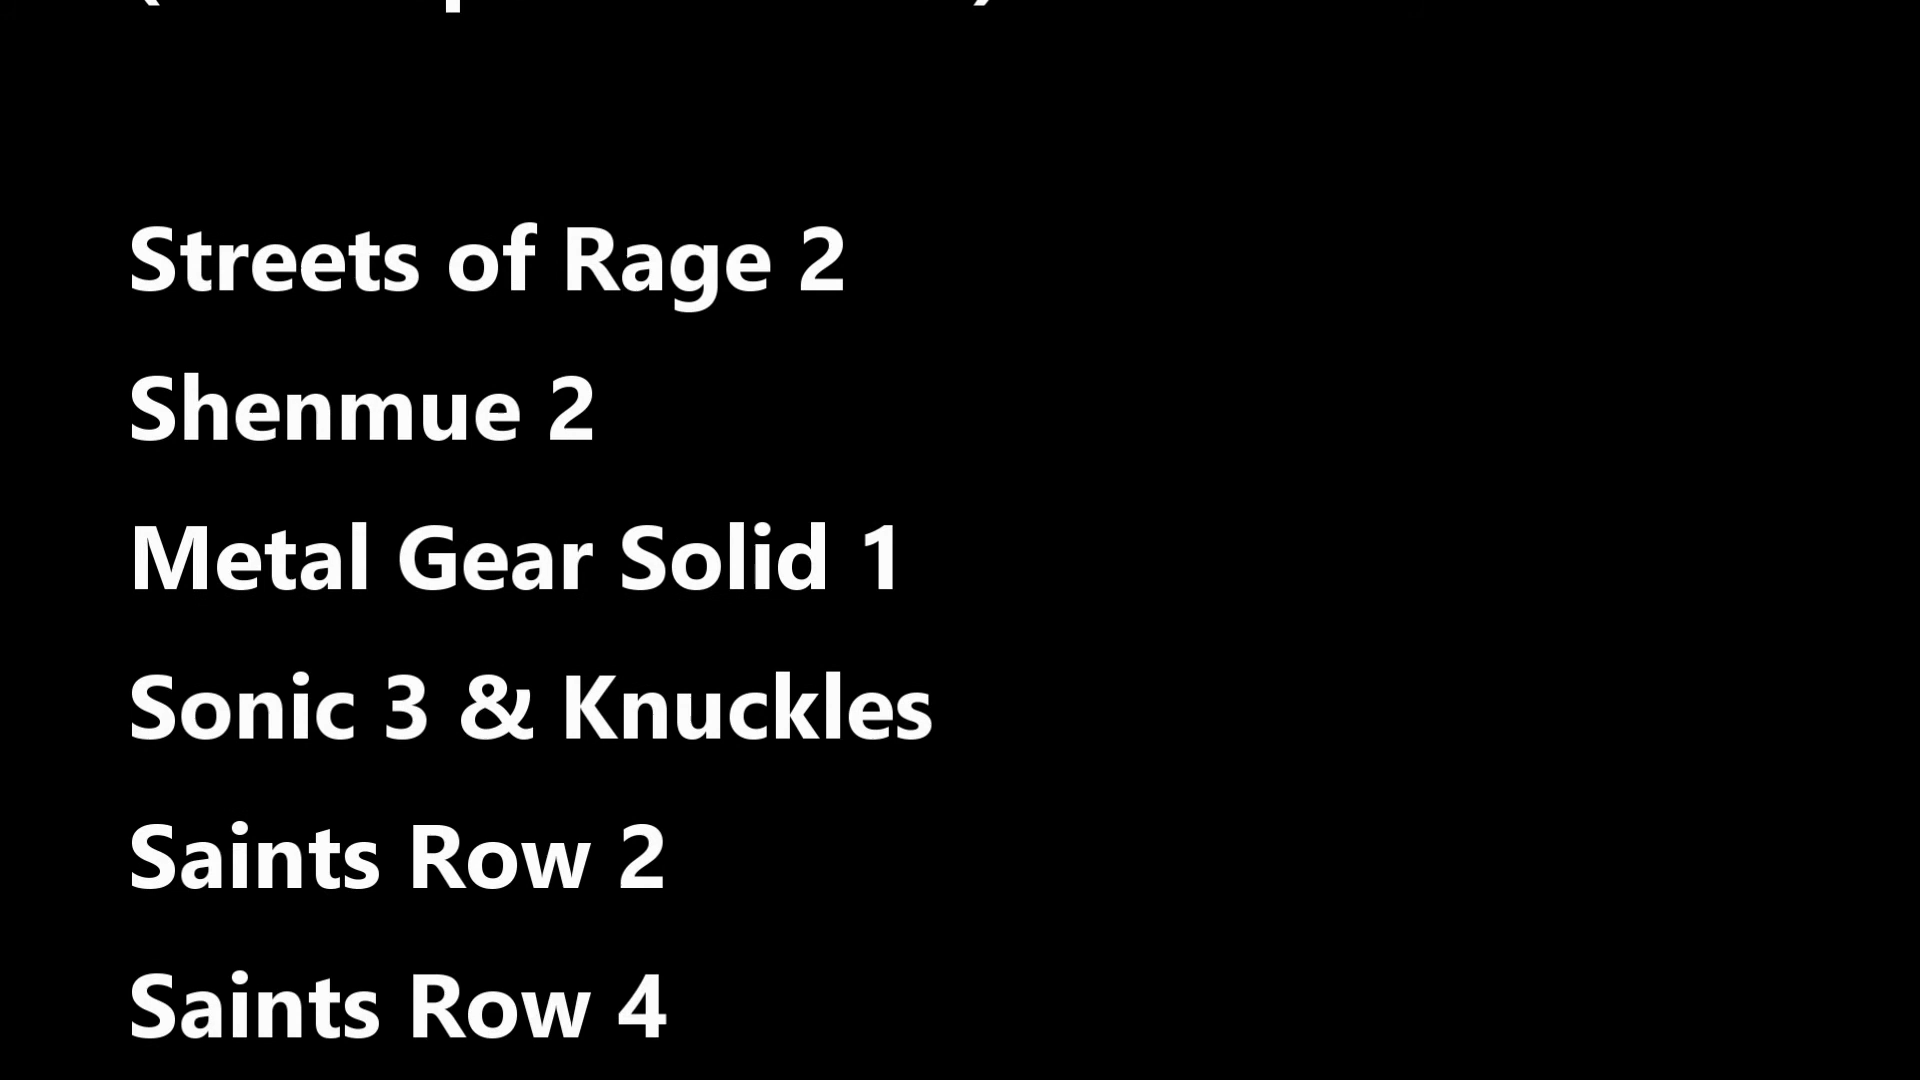 Streets of Rage 2
Shenmue 2
Metal Gear Solid 1
Sonic 3 & Knuckles
Saints Row 2
Saints Row 4